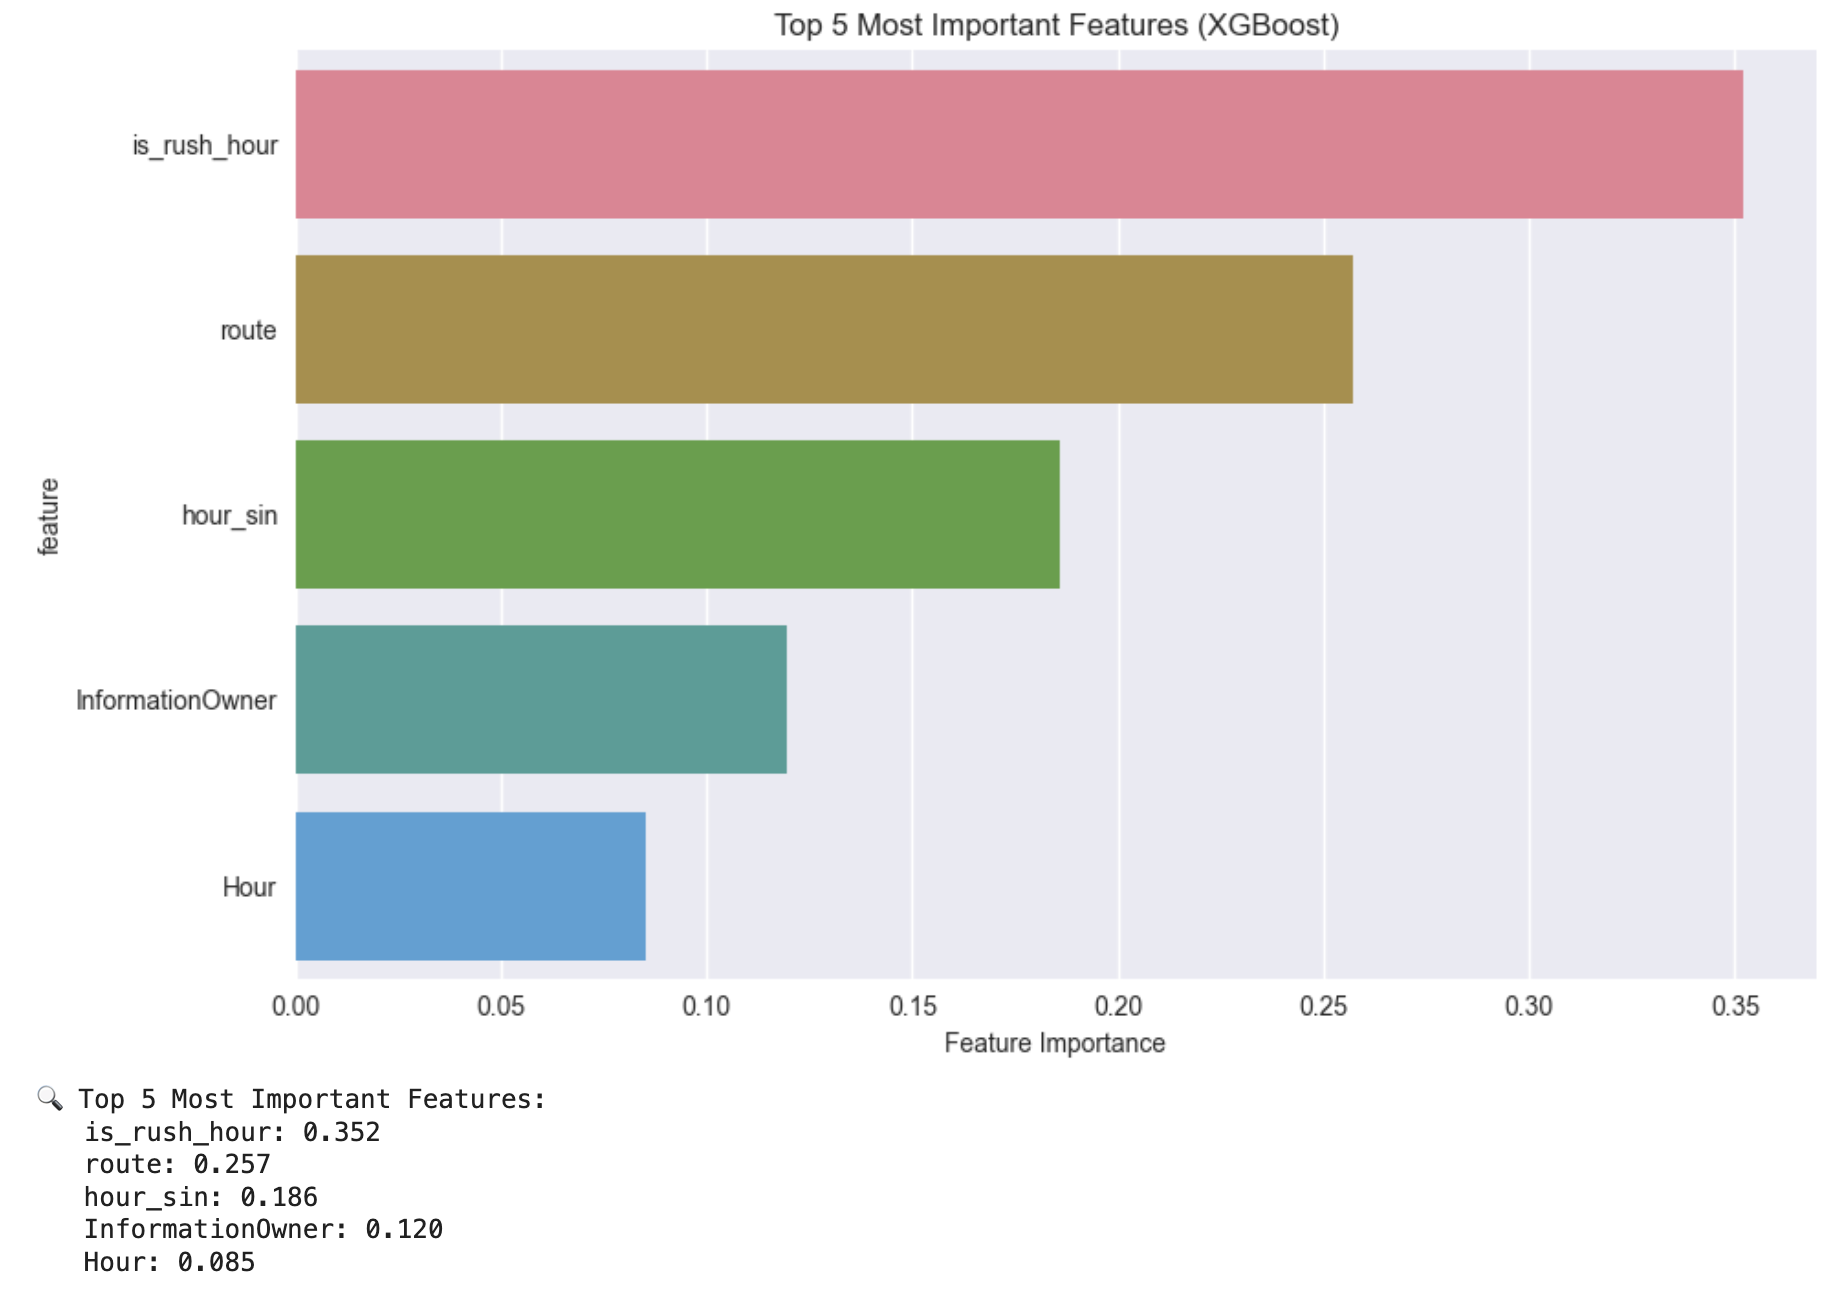 Top 5 Most Important Features (XGBoost)
is_rush_hour
route
hour_sin
InformationOwner
Hour
feature
0.00 0.05 0.10 0.15 0.20 0.25 0.30 0.35
Feature Importance
🔍 Top 5 Most Important Features:
is_rush_hour: 0.352
route: 0.257
hour_sin: 0.186
InformationOwner: 0.120
Hour: 0.085